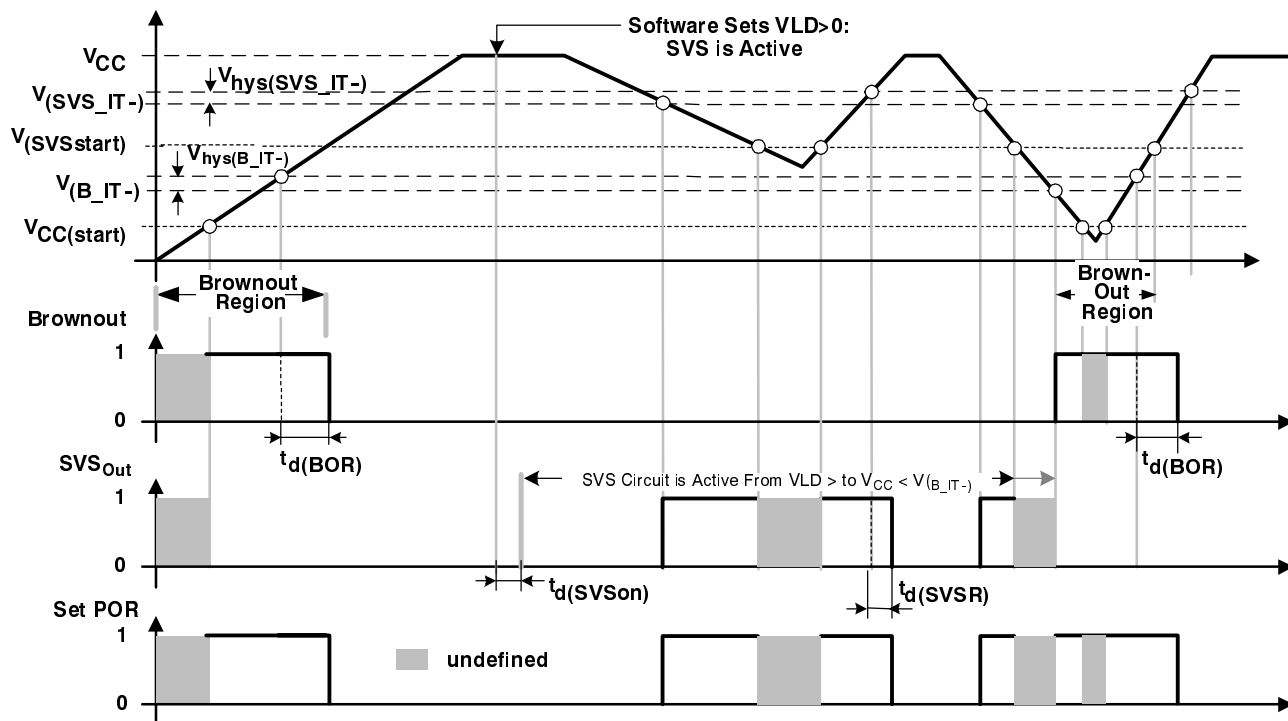 Software Sets VLD>0:
SVS is Active
VCC
Vhys(SVS_IT-)
V(SVS_IT-)
V(SVSstart)
Vhys(B_IT-)
V(B_IT-)
VCC(start)
Brownout
Region
Brown-
Out
Region
Brownout
1
0
td(BOR)
td(BOR)
SVSOut
SVS Circuit is Active From VLD > to VCC < V(B_IT-)
1
0
td(SVSon)
td(SVSR)
Set POR
1
undefined
0